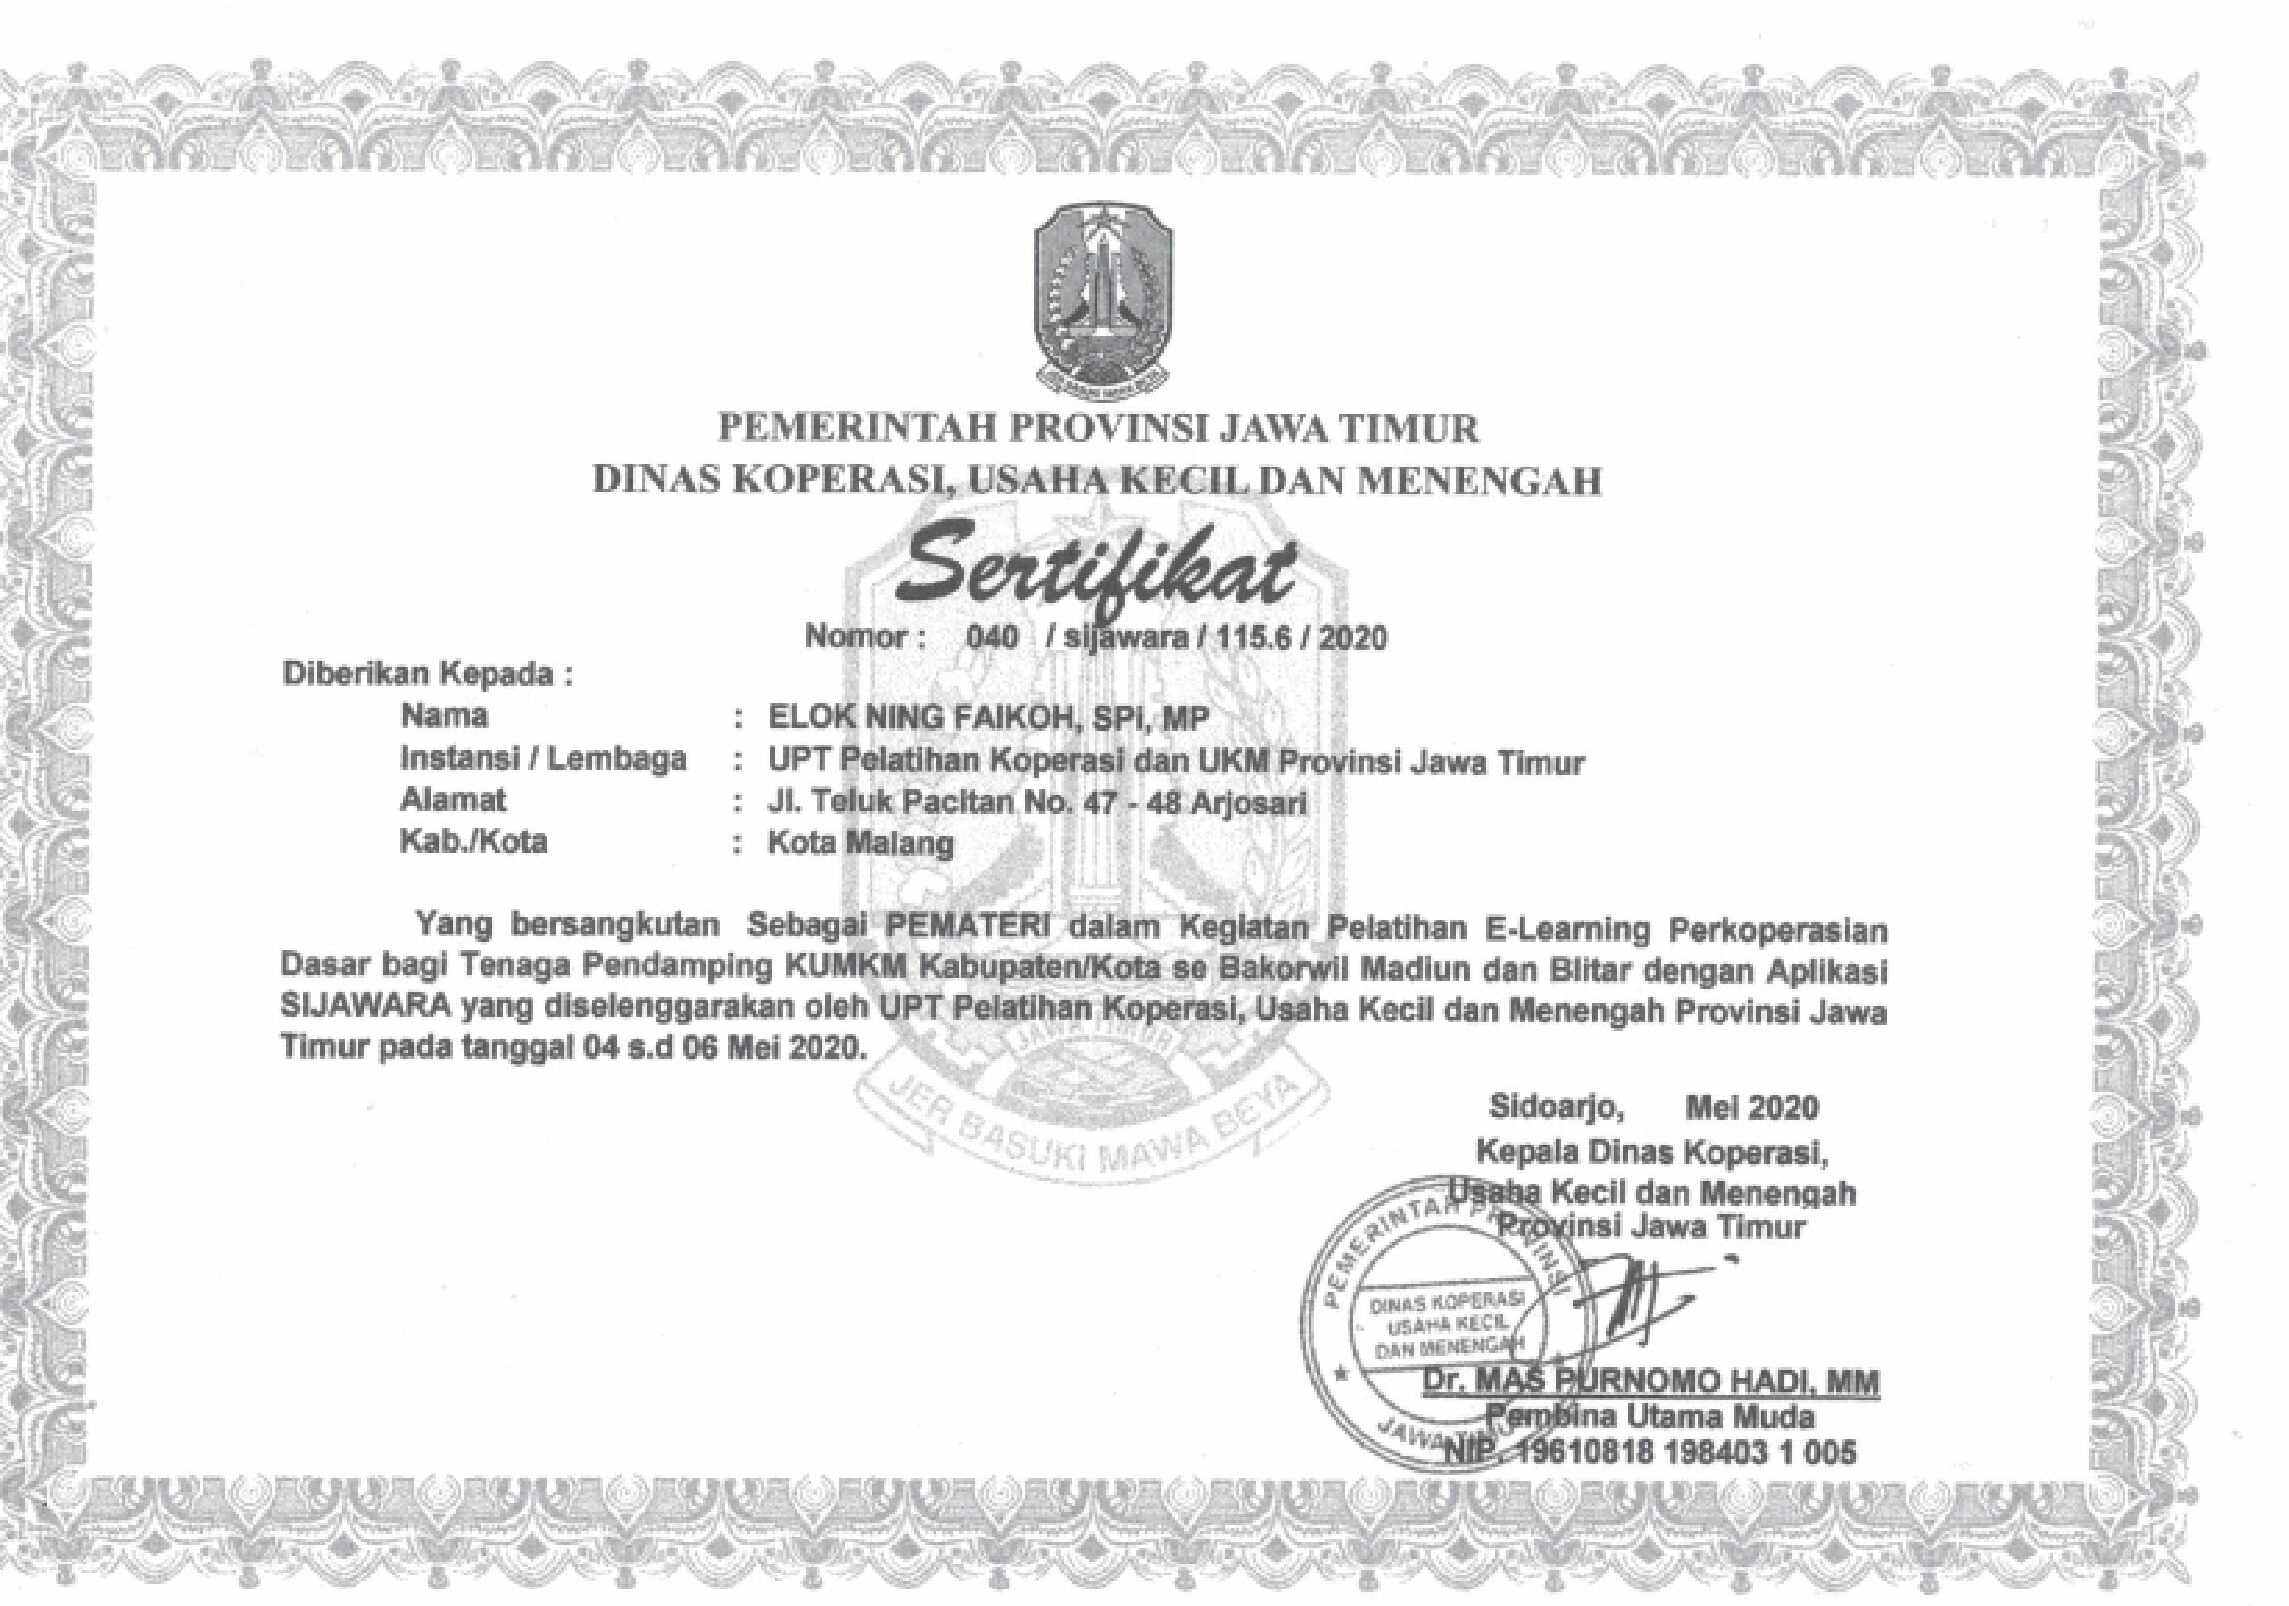 JER BASUKI MAWA BEYA
PEMERINTAH PROVINSI JAWA TIMUR
DINAS KOPERASI, USAHA KECIL DAN MENENGAH
Sertifikat
Nomor : 040 / sijawara / 115.6 / 2020
Diberikan Kepada :
Nama : ELOK NING FAIKOH, SPi, MP
Instansi / Lembaga : UPT Pelatihan Koperasi dan UKM Provinsi Jawa Timur
Alamat : Jl. Teluk Pacitan No. 47 - 48 Arjosari
Kab./Kota : Kota Malang
Yang bersangkutan Sebagai PEMATERI dalam Kegiatan Pelatihan E-Learning Perkoperasian
Dasar bagi Tenaga Pendamping KUMKM Kabupaten/Kota se Bakorwil Madiun dan Blitar dengan Aplikasi
SIJAWARA yang diselenggarakan oleh UPT Pelatihan Koperasi, Usaha Kecil dan Menengah Provinsi Jawa
Timur pada tanggal 04 s.d 06 Mei 2020.
JAWA TIMUR
JER BASUKI MAWA BEYA
Sidoarjo, Mei 2020
Kepala Dinas Koperasi,
Usaha Kecil dan Menengah
Provinsi Jawa Timur
PEMERINTAH PROVINSI
DINAS KOPERASI
USAHA KECIL
DAN MENENGAH
JAWA TIMUR
Dr. MAS PURNOMO HADI, MM
Pembina Utama Muda
NIP. 19610818 198403 1 005